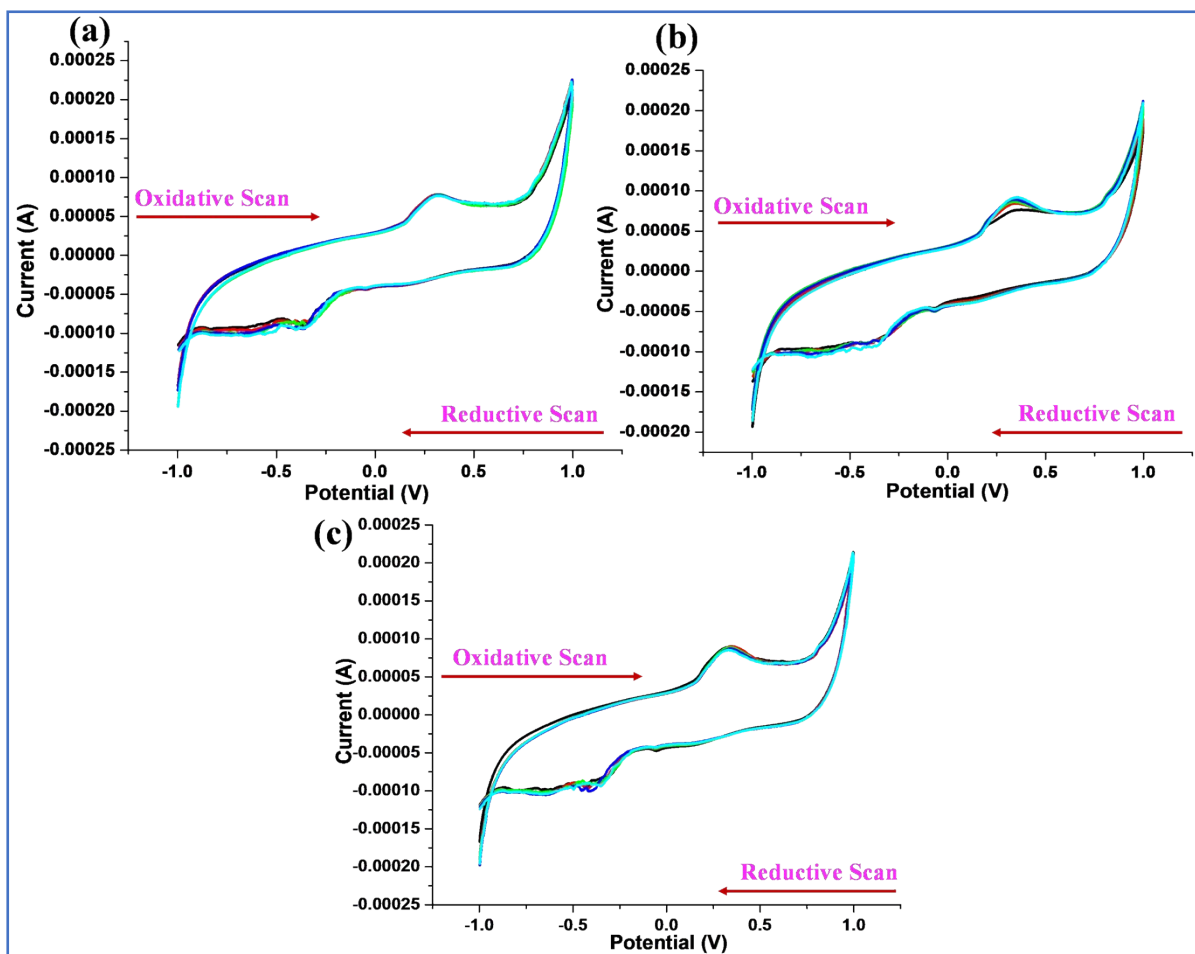 (a)
0.00025
0.00020
0.00015
0.00010
0.00005
0.00000
-0.00005
-0.00010
-0.00015
-0.00020
-0.00025
Current (A)
Oxidative Scan
Reductive Scan
-1.0 -0.5 0.0 0.5 1.0
Potential (V)
(b)
0.00025
0.00020
0.00015
0.00010
0.00005
0.00000
-0.00005
-0.00010
-0.00015
-0.00020
Current (A)
Oxidative Scan
Reductive Scan
-1.0 -0.5 0.0 0.5 1.0
Potential (V)
(c)
0.00025
0.00020
0.00015
0.00010
0.00005
0.00000
-0.00005
-0.00010
-0.00015
-0.00020
-0.00025
Current (A)
Oxidative Scan
Reductive Scan
-1.0 -0.5 0.0 0.5 1.0
Potential (V)